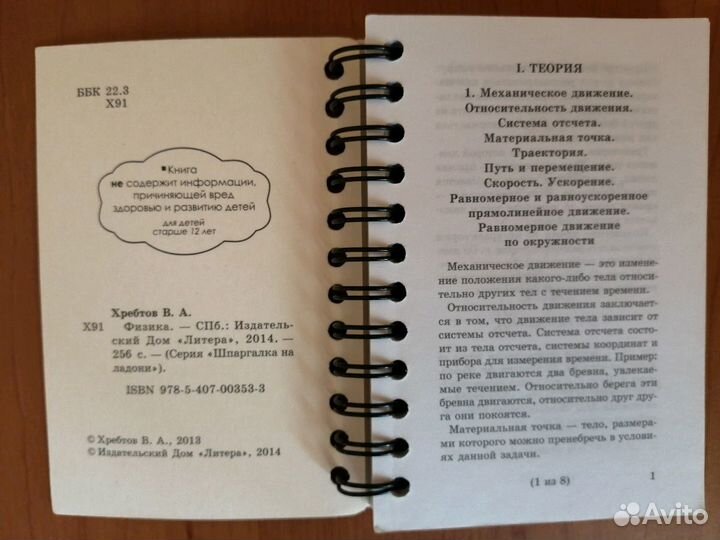 ББК 22.3
Х91
▪Книга
не содержит информации,
причиняющей вред
здоровью и развитию детей
для детей
старше 12 лет
Хребтов В. А.
Х91 Физика. — СПб.: Издатель-
ский Дом «Литера», 2014. —
256 с. — (Серия «Шпаргалка на
ладони»).
ISBN 978-5-407-00353-3
© Хребтов В. А., 2013
© Издательский Дом «Литера», 2014
I. ТЕОРИЯ
1. Механическое движение.
Относительность движения.
Система отсчета.
Материальная точка.
Траектория.
Путь и перемещение.
Скорость. Ускорение.
Равномерное и равноускоренное
прямолинейное движение.
Равномерное движение
по окружности
Механическое движение — это измене-
ние положения какого-либо тела относи-
тельно других тел с течением времени.
Относительность движения заключает-
ся в том, что движение тела зависит от
системы отсчета. Система отсчета состо-
ит из тела отсчета, системы координат и
прибора для измерения времени. Пример:
по реке двигаются два бревна, увлекае-
мые течением. Относительно берега эти
бревна двигаются, относительно друг дру-
га они покоятся.
Материальная точка — тело, размера-
ми которого можно пренебречь в услови-
ях данной задачи.
(1 из 8)
1
Avito